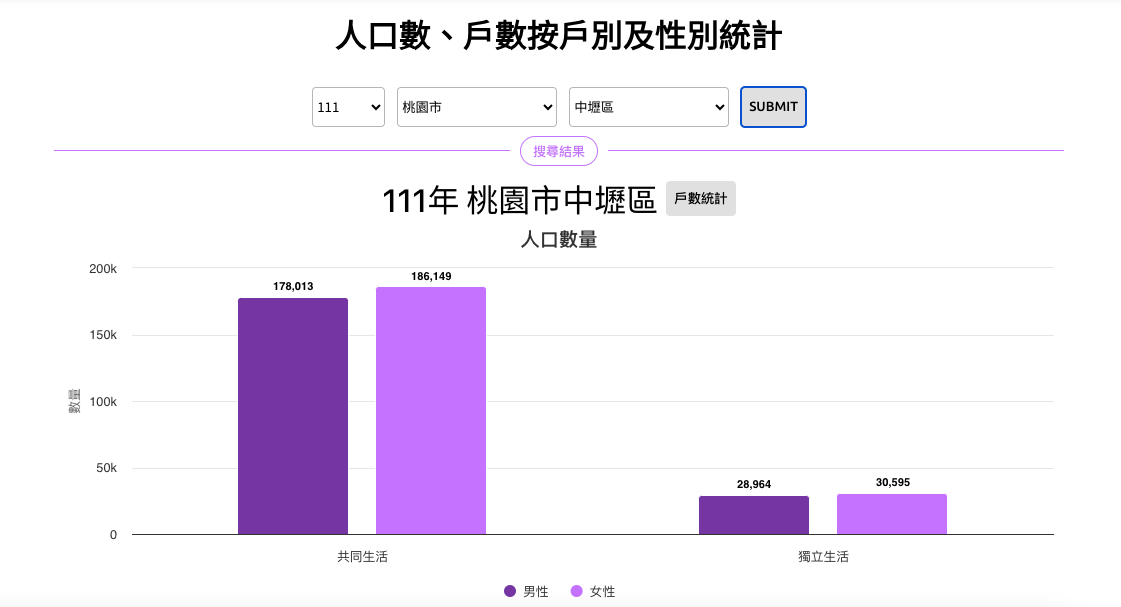 人口數、戶數按戶別及性別統計
111 桃園市 中壢區 SUBMIT
搜尋結果
111年 桃園市中壢區 戶數統計
人口數量
200k
150k
100k
50k
0
數量
178,013
186,149
28,964
30,595
共同生活 獨立生活
男性 女性